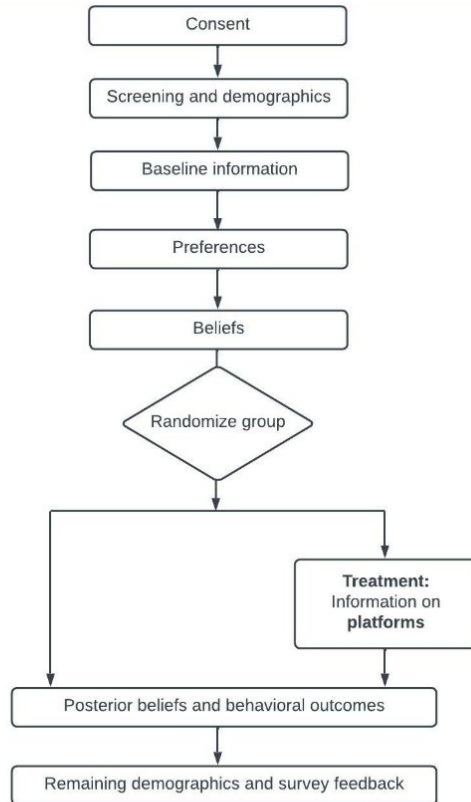 Consent
Screening and demographics
Baseline information
Preferences
Beliefs
Randomize group
Treatment:
Information on
platforms
Posterior beliefs and behavioral outcomes
Remaining demographics and survey feedback